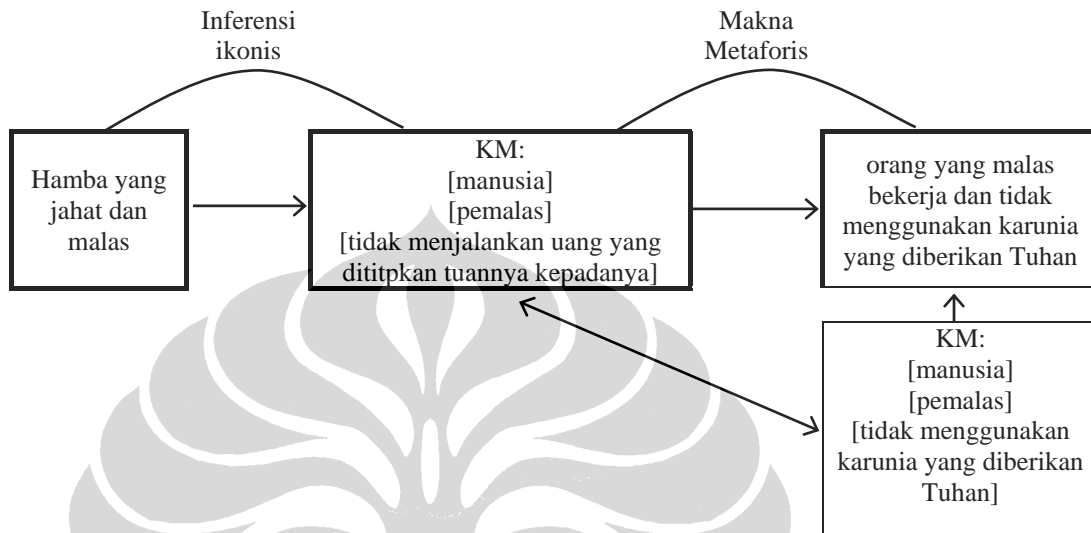 Inferensi
ikonis
Makna
Metaforis
Hamba yang
jahat dan
malas
KM:
[manusia]
[pemalas]
[tidak menjalankan uang yang
dititpkan tuannya kepadanya]
orang yang malas
bekerja dan tidak
menggunakan karunia
yang diberikan Tuhan
KM:
[manusia]
[pemalas]
[tidak menggunakan
karunia yang diberikan
Tuhan]